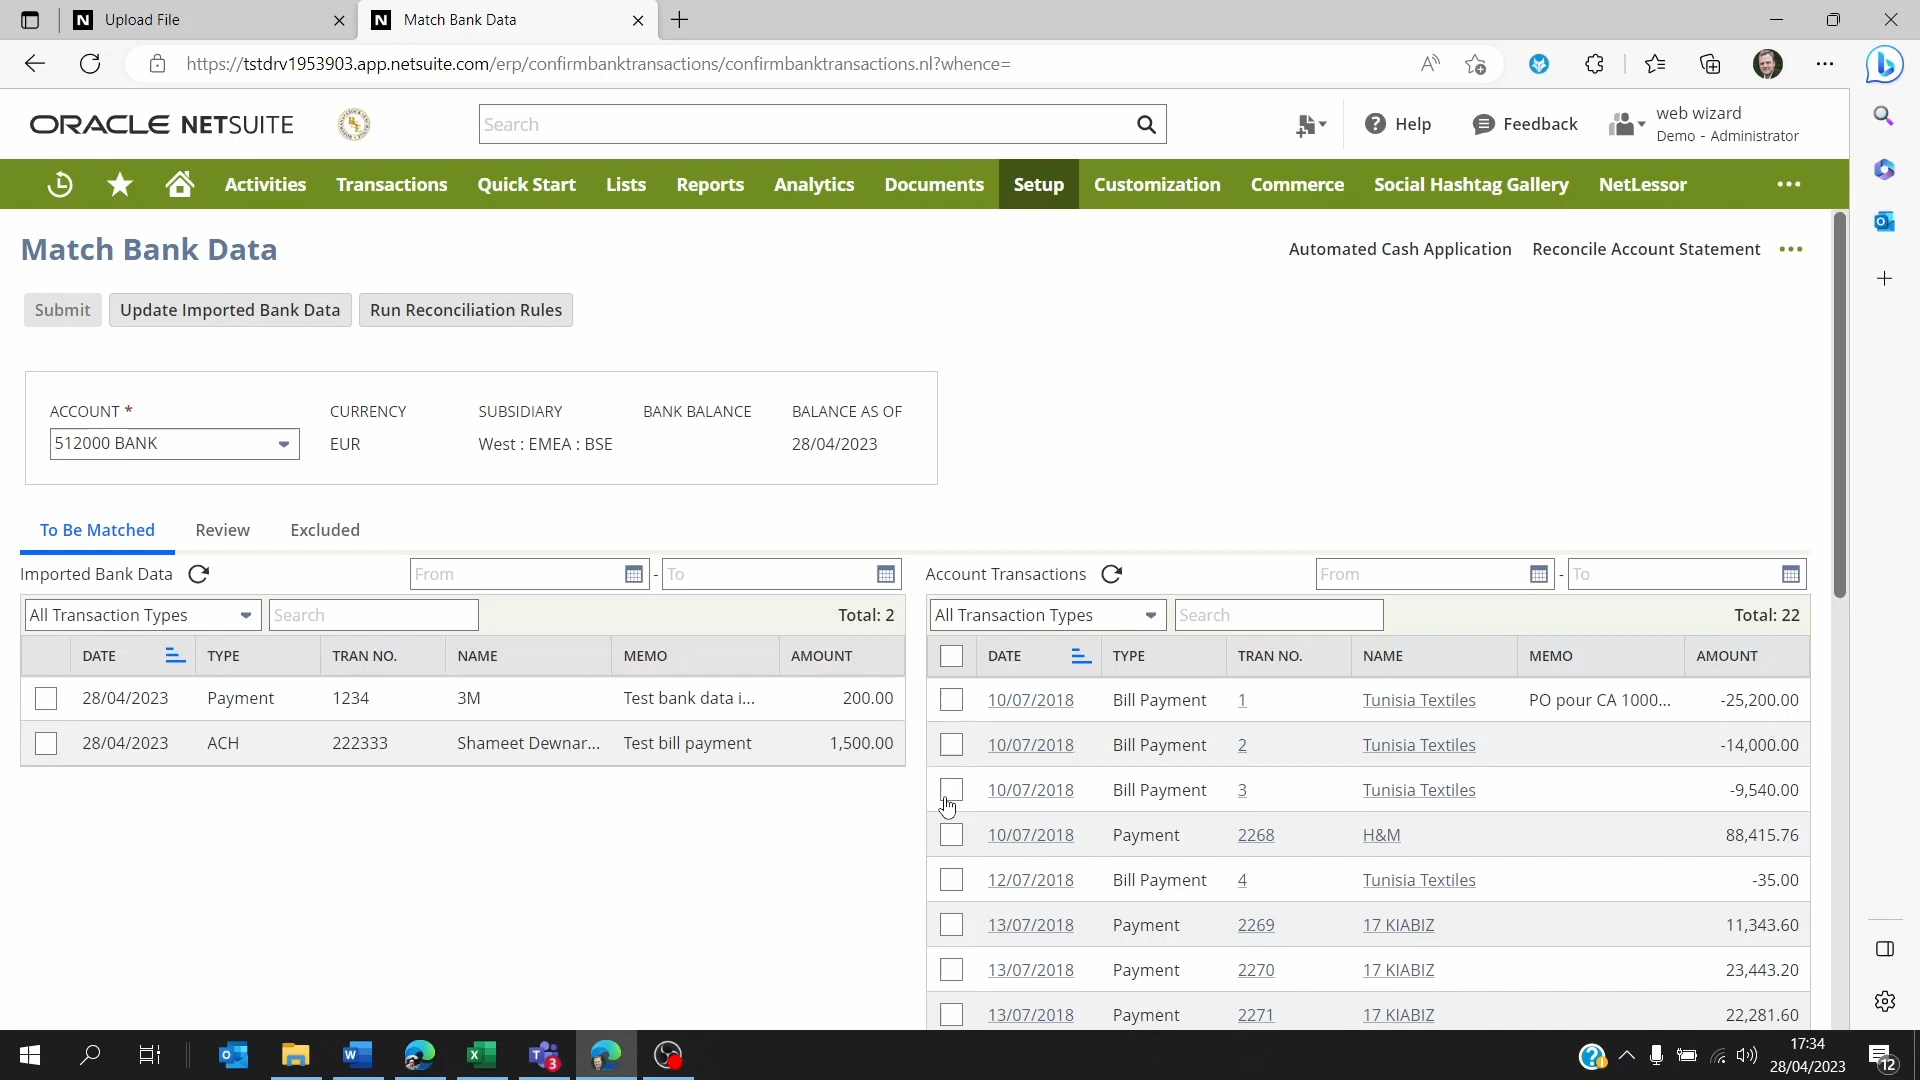 Upload File
Match Bank Data
https://tstdrv1953903.app.netsuite.com/erp/confirmbanktransactions/confirmbanktransactions.nl?whence=
ORACLE NETSUITE
Search
Help
Feedback
web wizard
Demo - Administrator
Activities Transactions Quick Start Lists Reports Analytics Documents Setup Customization Commerce Social Hashtag Gallery NetLessor
Match Bank Data
Automated Cash Application Reconcile Account Statement
Submit Update Imported Bank Data Run Reconciliation Rules
ACCOUNT * CURRENCY SUBSIDIARY BANK BALANCE BALANCE AS OF
512000 BANK EUR West : EMEA : BSE 28/04/2023
To Be Matched Review Excluded
Imported Bank Data From - To
All Transaction Types Search Total: 2
DATE TYPE TRAN NO. NAME MEMO AMOUNT
28/04/2023 Payment 1234 3M Test bank data i... 200.00
28/04/2023 ACH 222333 Shameet Dewnar... Test bill payment 1,500.00
Account Transactions From - To
All Transaction Types Search Total: 22
DATE TYPE TRAN NO. NAME MEMO AMOUNT
10/07/2018 Bill Payment 1 Tunisia Textiles PO pour CA 1000... -25,200.00
10/07/2018 Bill Payment 2 Tunisia Textiles -14,000.00
10/07/2018 Bill Payment 3 Tunisia Textiles -9,540.00
10/07/2018 Payment 2268 H&M 88,415.76
12/07/2018 Bill Payment 4 Tunisia Textiles -35.00
13/07/2018 Payment 2269 17 KIABIZ 11,343.60
13/07/2018 Payment 2270 17 KIABIZ 23,443.20
13/07/2018 Payment 2271 17 KIABIZ 22,281.60
17:34
28/04/2023
12
3